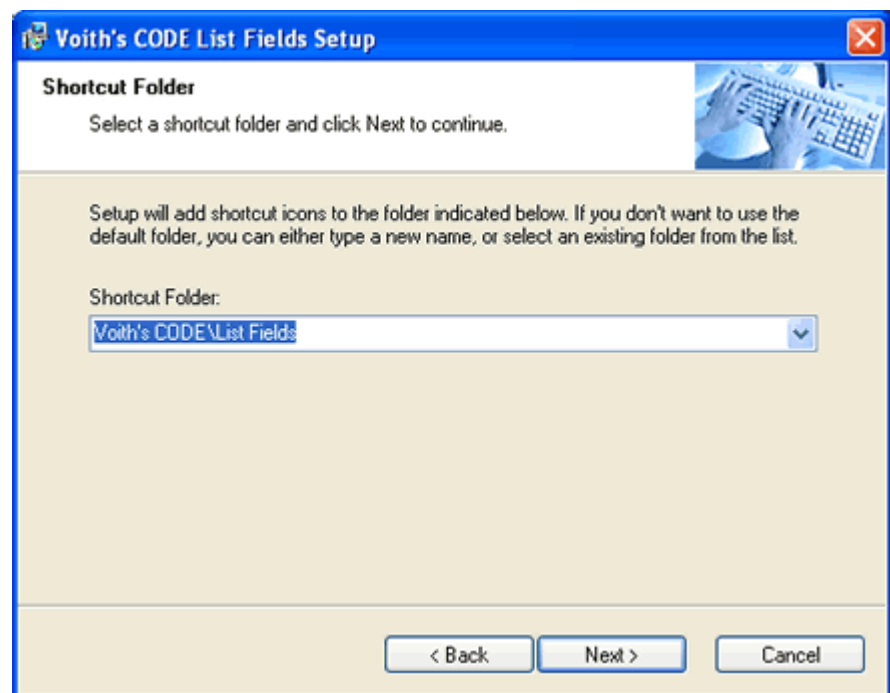 Voith's CODE List Fields Setup
Shortcut Folder
Select a shortcut folder and click Next to continue.
Setup will add shortcut icons to the folder indicated below. If you don't want to use the
default folder, you can either type a new name, or select an existing folder from the list.
Shortcut Folder:
Voith's CODE\List Fields
< Back
Next >
Cancel